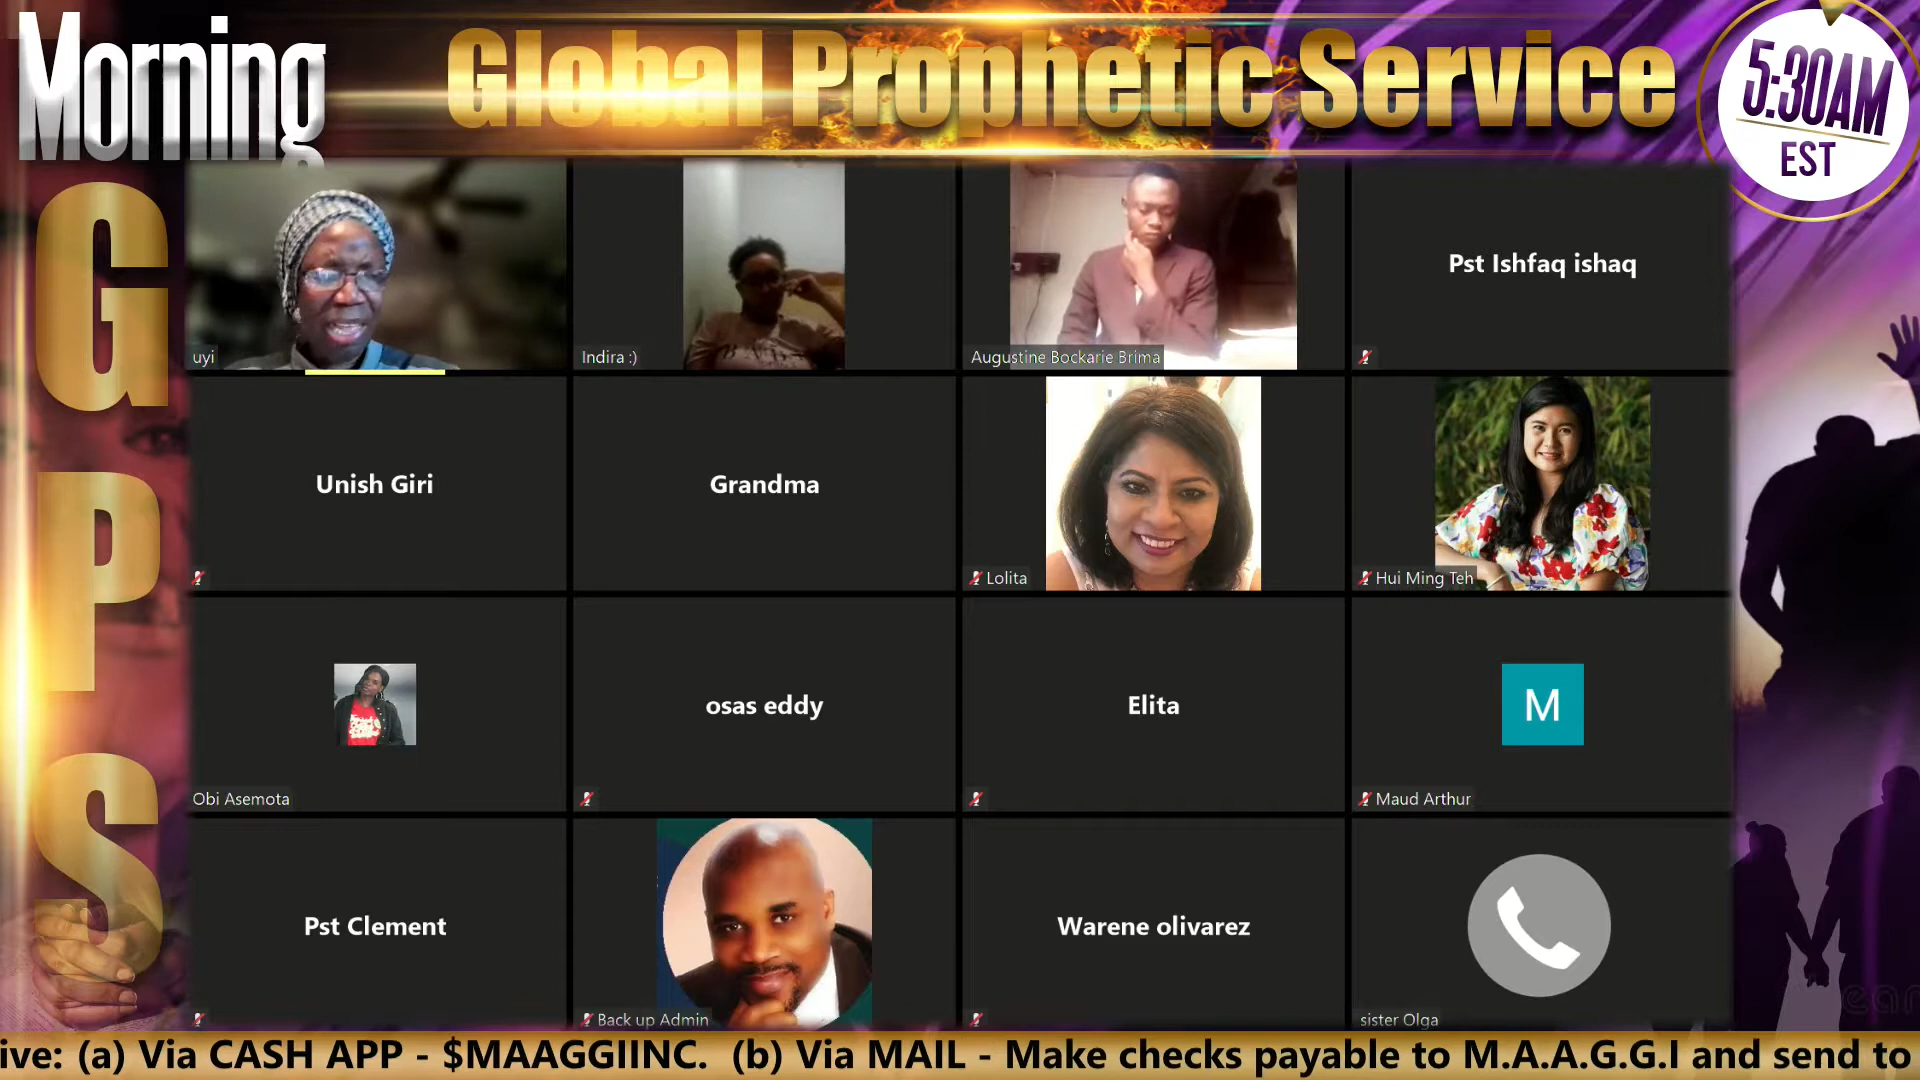 Morning
Global Prophetic Service
5:30AM
EST
GPS
uyi
Indira :)
Augustine Bockarie Brima
Pst Ishfaq ishaq
Unish Giri
Grandma
Lolita
Hui Ming Teh
Obi Asemota
osas eddy
Elita
M
Maud Arthur
Pst Clement
Back up Admin
Warene olivarez
sister Olga
ive: (a) Via CASH APP - $MAAGGIINC. (b) Via MAIL - Make checks payable to M.A.A.G.G.I and send to